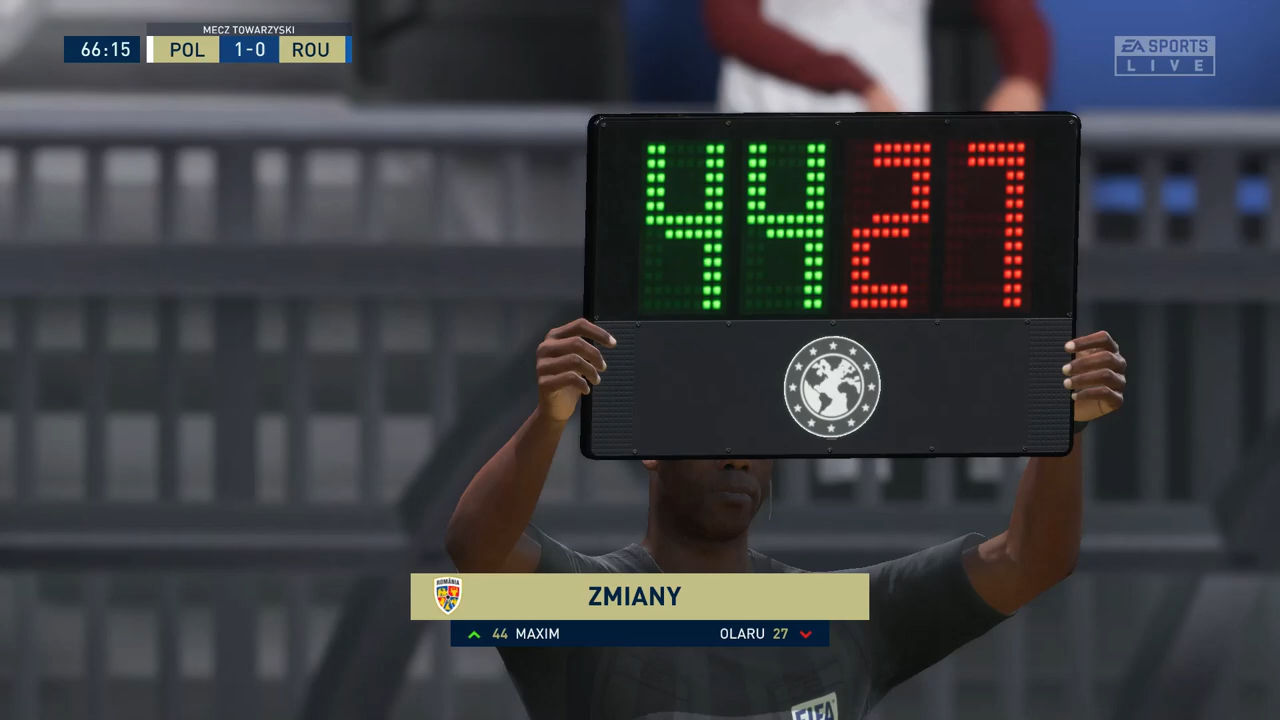 MECZ TOWARZYSKI
66:15 POL 1-0 ROU
EA SPORTS
LIVE
44 27
ROMÂNIA
ZMIANY
44 MAXIM OLARU 27
FIFA